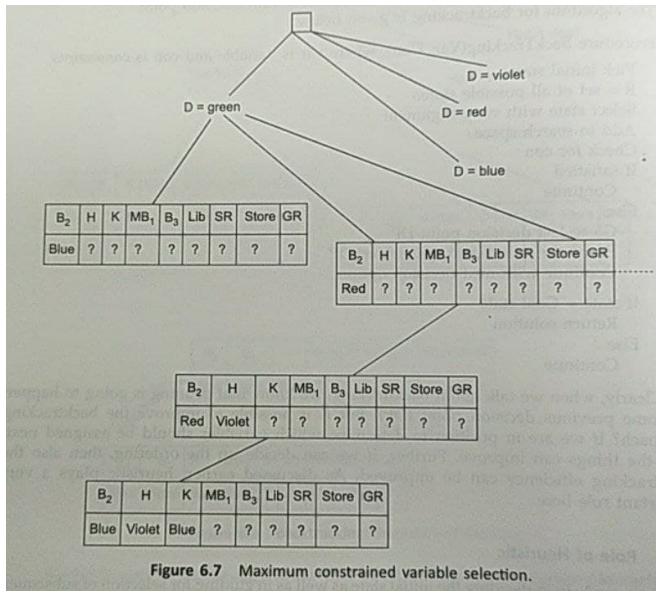 D = violet
D = green
D = red
D = blue
B2 H K MB1 B3 Lib SR Store GR
Blue ? ? ? ? ? ? ? ?
B2 H K MB1 B3 Lib SR Store GR
Red ? ? ? ? ? ? ? ?
B2 H K MB1 B3 Lib SR Store GR
Red Violet ? ? ? ? ? ? ?
B2 H K MB1 B3 Lib SR Store GR
Blue Violet Blue ? ? ? ? ? ?
Figure 6.7 Maximum constrained variable selection.